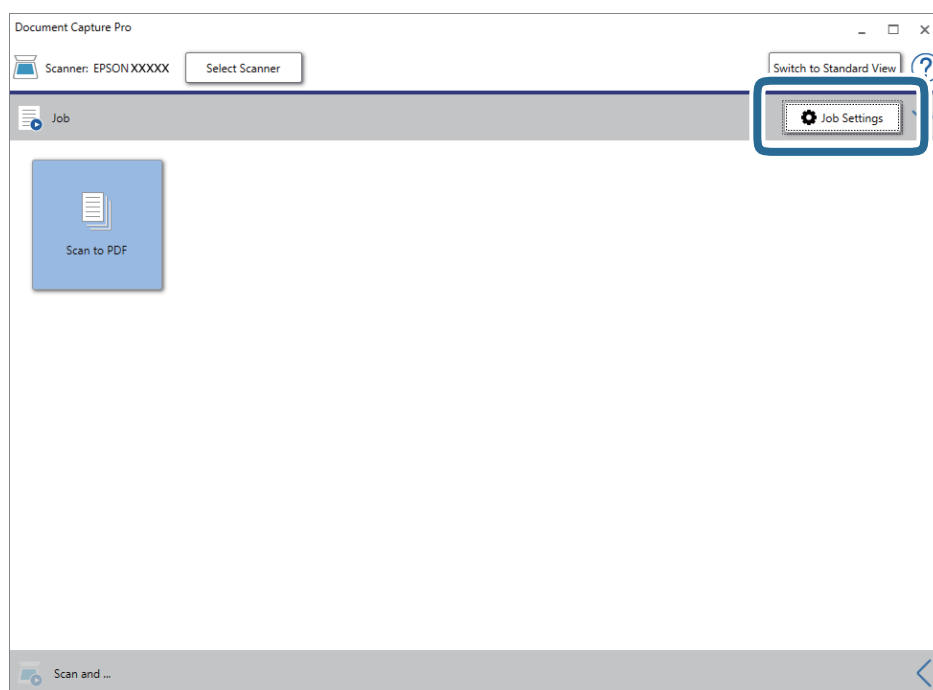 Document Capture Pro
Scanner: EPSON XXXXX
Select Scanner
Switch to Standard View
?
Job
Job Settings
Scan to PDF
Scan and ...